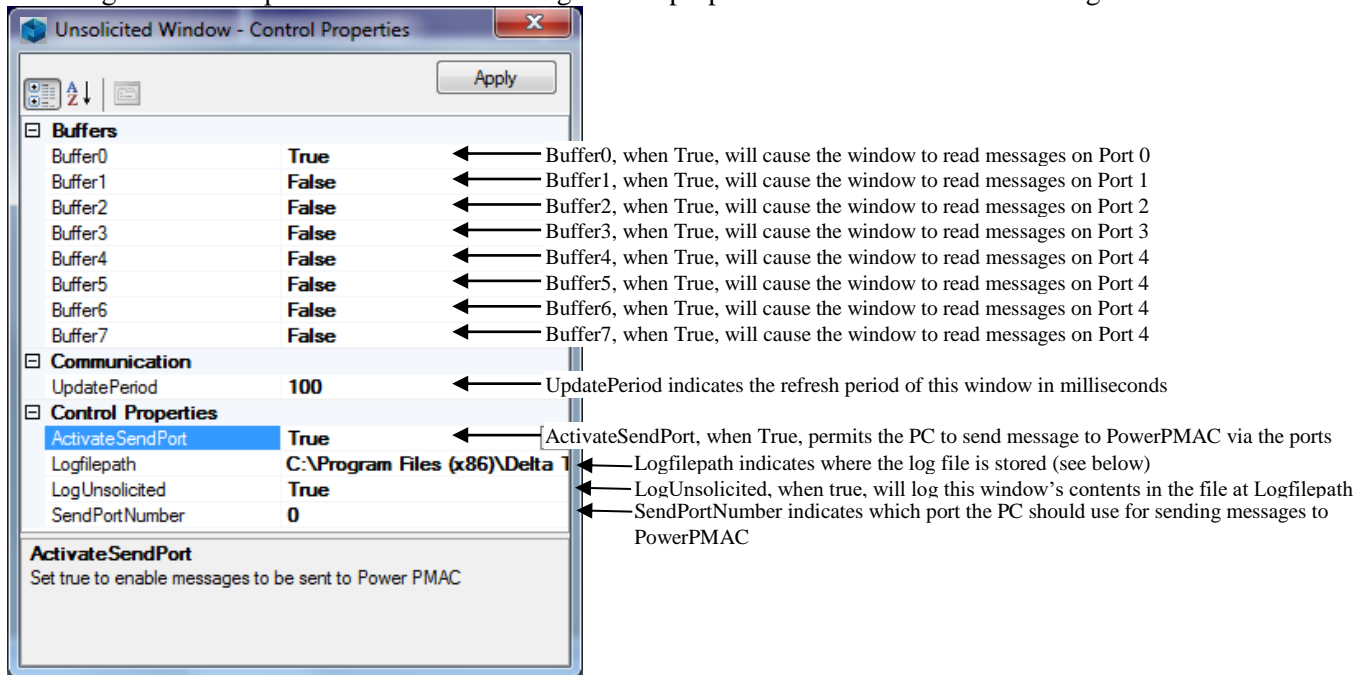 Unsolicited Window - Control Properties
Apply
Buffers
Buffer0 True Buffer0, when True, will cause the window to read messages on Port 0
Buffer1 False Buffer1, when True, will cause the window to read messages on Port 1
Buffer2 False Buffer2, when True, will cause the window to read messages on Port 2
Buffer3 False Buffer3, when True, will cause the window to read messages on Port 3
Buffer4 False Buffer4, when True, will cause the window to read messages on Port 4
Buffer5 False Buffer5, when True, will cause the window to read messages on Port 4
Buffer6 False Buffer6, when True, will cause the window to read messages on Port 4
Buffer7 False Buffer7, when True, will cause the window to read messages on Port 4
Communication
UpdatePeriod 100 UpdatePeriod indicates the refresh period of this window in milliseconds
Control Properties
ActivateSendPort True ActivateSendPort, when True, permits the PC to send message to PowerPMAC via the ports
Logfilepath C:\Program Files (x86)\Delta T Logfilepath indicates where the log file is stored (see below)
LogUnsolicited True LogUnsolicited, when true, will log this window's contents in the file at Logfilepath
SendPortNumber 0 SendPortNumber indicates which port the PC should use for sending messages to
PowerPMAC
ActivateSendPort
Set true to enable messages to be sent to Power PMAC